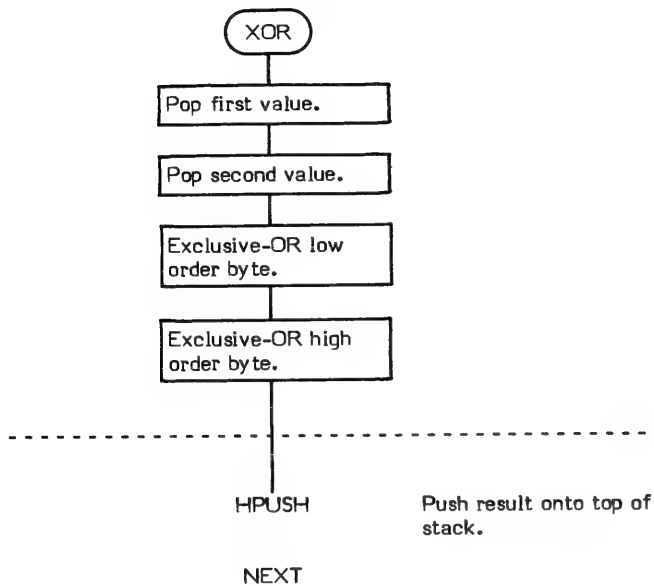 XOR
Pop first value.
Pop second value.
Exclusive-OR low
order byte.
Exclusive-OR high
order byte.
HPUSH
Push result onto top of
stack.
NEXT